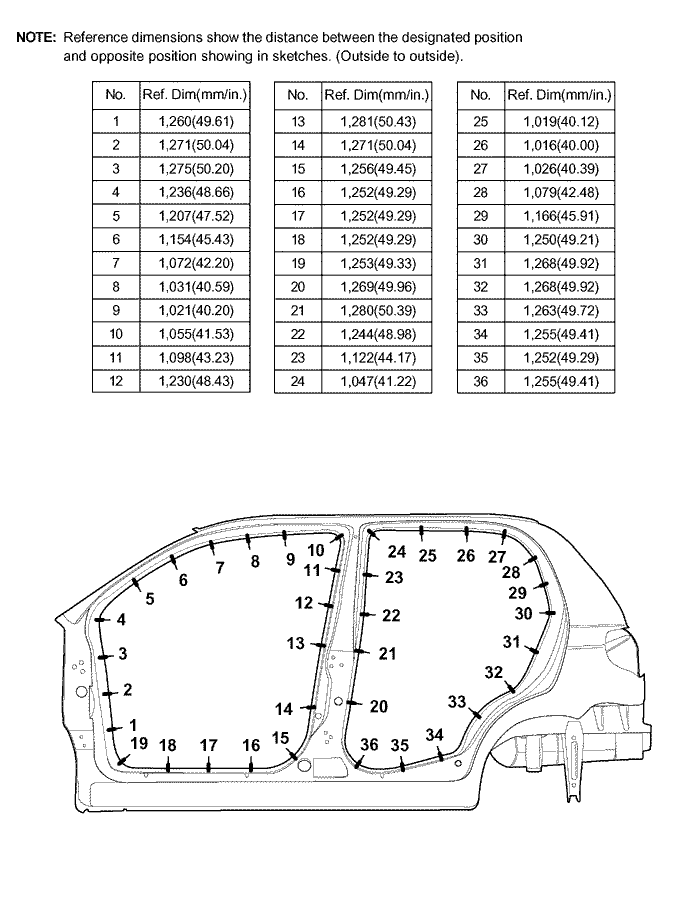 NOTE: Reference dimensions show the distance between the designated position
and opposite position showing in sketches. (Outside to outside).
No. Ref. Dim(mm/in.) No. Ref. Dim(mm/in.) No. Ref. Dim(mm/in.)
1 1,260(49.61) 13 1,281(50.43) 25 1,019(40.12)
2 1,271(50.04) 14 1,271(50.04) 26 1,016(40.00)
3 1,275(50.20) 15 1,256(49.45) 27 1,026(40.39)
4 1,236(48.66) 16 1,252(49.29) 28 1,079(42.48)
5 1,207(47.52) 17 1,252(49.29) 29 1,166(45.91)
6 1,154(45.43) 18 1,252(49.29) 30 1,250(49.21)
7 1,072(42.20) 19 1,253(49.33) 31 1,268(49.92)
8 1,031(40.59) 20 1,269(49.96) 32 1,268(49.92)
9 1,021(40.20) 21 1,280(50.39) 33 1,263(49.72)
10 1,055(41.53) 22 1,244(48.98) 34 1,255(49.41)
11 1,098(43.23) 23 1,122(44.17) 35 1,252(49.29)
12 1,230(48.43) 24 1,047(41.22) 36 1,255(49.41)
10 24 25 26 27
9
8
7
6
5
11 23 28
12 22 29
30
4
13 21 31
3
2 32
14 20 33
1
19 18 17 16 15 36 35 34